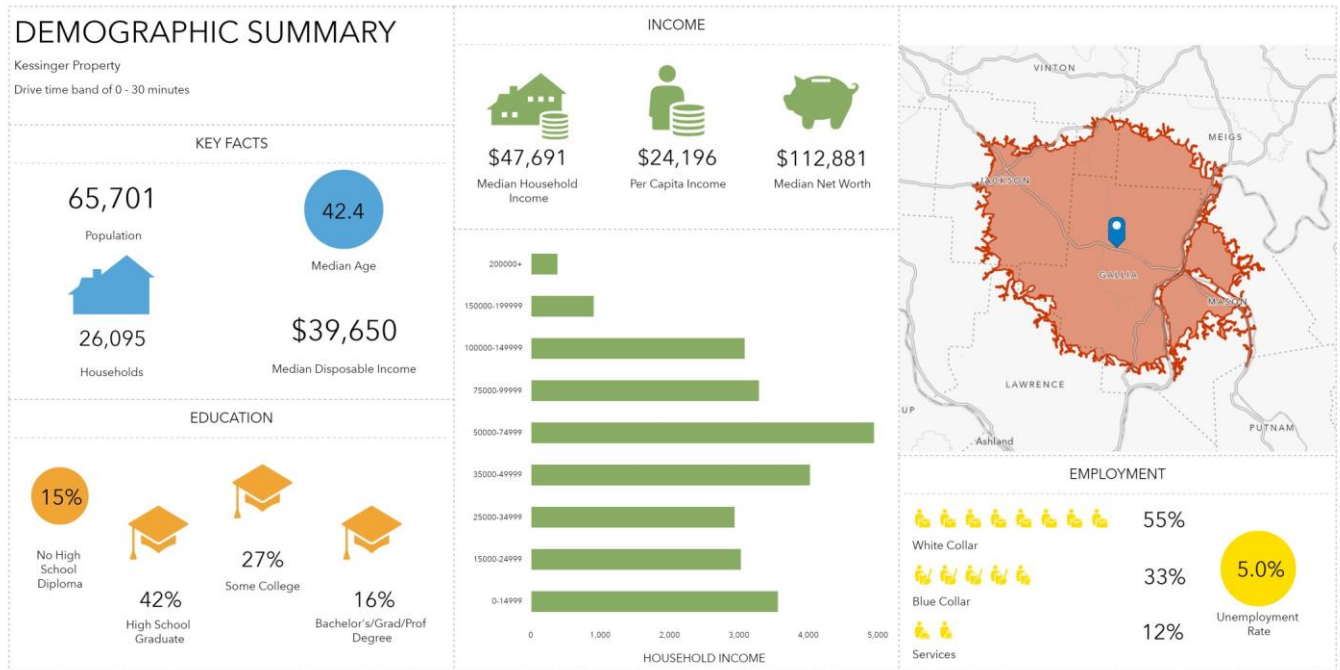 DEMOGRAPHIC SUMMARY
Kessinger Property
Drive time band of 0 - 30 minutes
KEY FACTS
65,701
Population
42.4
Median Age
26,095
Households
$39,650
Median Disposable Income
EDUCATION
15%
No High
School
Diploma
42%
High School
Graduate
27%
Some College
16%
Bachelor's/Grad/Prof
Degree
INCOME
$47,691
Median Household
Income
$24,196
Per Capita Income
$112,881
Median Net Worth
200000+
150000-199999
100000-149999
75000-99999
50000-74999
35000-49999
25000-34999
15000-24999
0-14999
0 1,000 2,000 3,000 4,000 5,000
HOUSEHOLD INCOME
VINTON
MEIGS
JACKSON
GALLIA
MASON
LAWRENCE
UP
PUTNAM
Ashland
EMPLOYMENT
55%
White Collar
33%
Blue Collar
12%
Services
5.0%
Unemployment
Rate